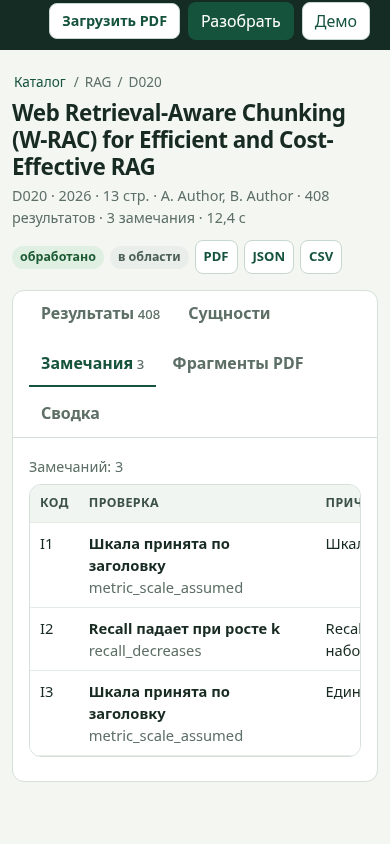 Загрузить PDF Разобрать Демо
Каталог / RAG / D020
Web Retrieval-Aware Chunking
(W-RAC) for Efficient and Cost-
Effective RAG
D020 · 2026 · 13 стр. · A. Author, B. Author · 408
результатов · 3 замечания · 12,4 с
обработано в области PDF JSON CSV
Результаты 408 Сущности
Замечания 3 Фрагменты PDF
Сводка
Замечаний: 3
КОД ПРОВЕРКА
I1 Шкала принята по
заголовку
metric_scale_assumed
I2 Recall падает при росте k
recall_decreases
I3 Шкала принята по
заголовку
metric_scale_assumed